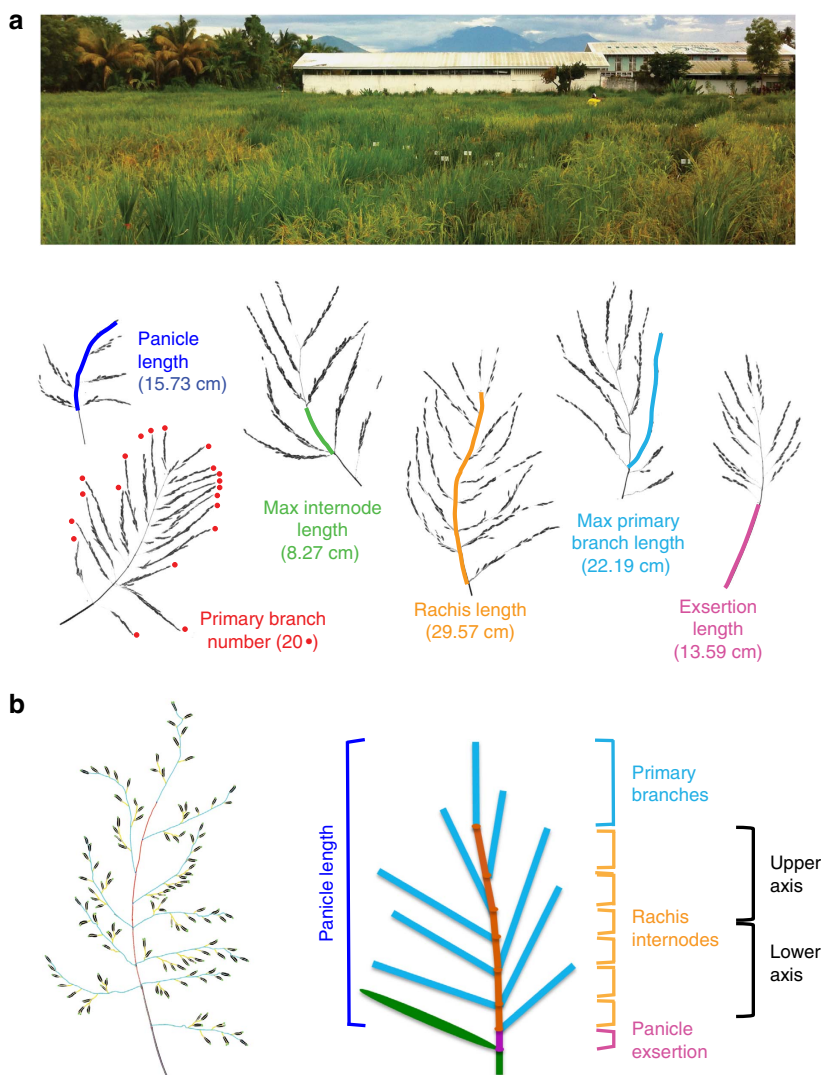 a
Panicle
length
(15.73 cm)
Max internode
length
(8.27 cm)
Max primary
branch length
(22.19 cm)
Rachis length
(29.57 cm)
Exsertion
length
(13.59 cm)
Primary branch
number (20•)
b
Panicle length
Primary
branches
Rachis
internodes
Panicle
exsertion
Upper
axis
Lower
axis